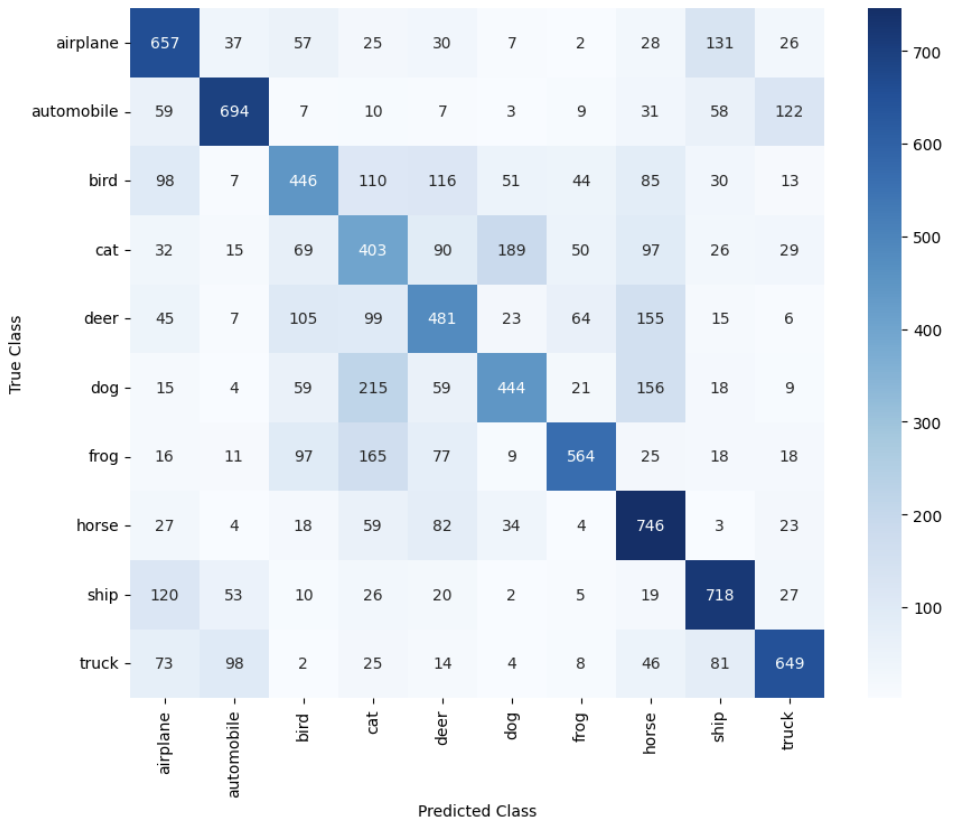 airplane 657 37 57 25 30 7 2 28 131 26
automobile 59 694 7 10 7 3 9 31 58 122
bird 98 7 446 110 116 51 44 85 30 13
cat 32 15 69 403 90 189 50 97 26 29
deer 45 7 105 99 481 23 64 155 15 6
dog 15 4 59 215 59 444 21 156 18 9
frog 16 11 97 165 77 9 564 25 18 18
horse 27 4 18 59 82 34 4 746 3 23
ship 120 53 10 26 20 2 5 19 718 27
truck 73 98 2 25 14 4 8 46 81 649
airplane automobile bird cat deer dog frog horse ship truck
Predicted Class
True Class
700
600
500
400
300
200
100